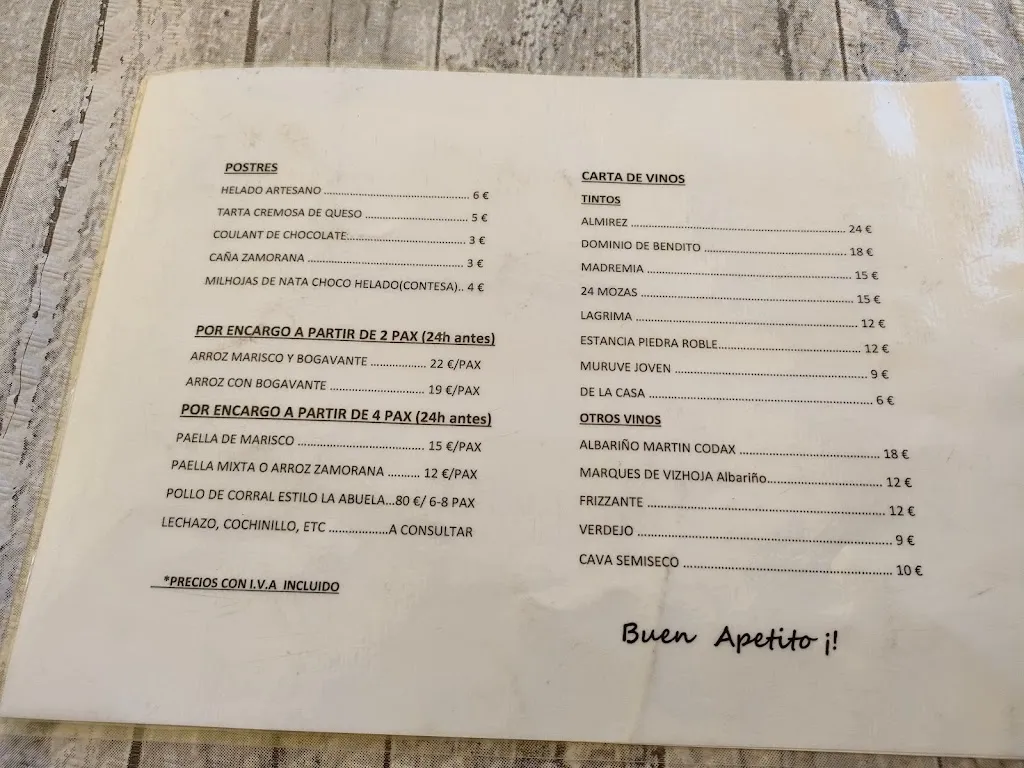 POSTRES
HELADO ARTESANO ................................ 6 €
TARTA CREMOSA DE QUESO ...................... 5 €
COULANT DE CHOCOLATE......................... 3 €
CAÑA ZAMORANA .................................. 3 €
MILHOJAS DE NATA CHOCO HELADO(CONTESA).. 4 €
POR ENCARGO A PARTIR DE 2 PAX (24h antes)
ARROZ MARISCO Y BOGAVANTE .............. 22 €/PAX
ARROZ CON BOGAVANTE ....................... 19 €/PAX
POR ENCARGO A PARTIR DE 4 PAX (24h antes)
PAELLA DE MARISCO .............................. 15 €/PAX
PAELLA MIXTA O ARROZ ZAMORANA ........ 12 €/PAX
POLLO DE CORRAL ESTILO LA ABUELA...80 €/ 6-8 PAX
LECHAZO, COCHINILLO, ETC ...............A CONSULTAR
*PRECIOS CON I.V.A INCLUIDO
CARTA DE VINOS
TINTOS
ALMIREZ .................................................. 24 €
DOMINIO DE BENDITO ................................ 18 €
MADREMIA ............................................... 15 €
24 MOZAS ................................................ 15 €
LAGRIMA .................................................. 12 €
ESTANCIA PIEDRA ROBLE............................... 12 €
MURUVE JOVEN .......................................... 9 €
DE LA CASA ................................................ 6 €
OTROS VINOS
ALBARIÑO MARTIN CODAX ............................. 18 €
MARQUES DE VIZHOJA Albariño......................... 12 €
FRIZZANTE .................................................. 12 €
VERDEJO ..................................................... 9 €
CAVA SEMISECO ............................................ 10 €
Buen Apetito ¡!